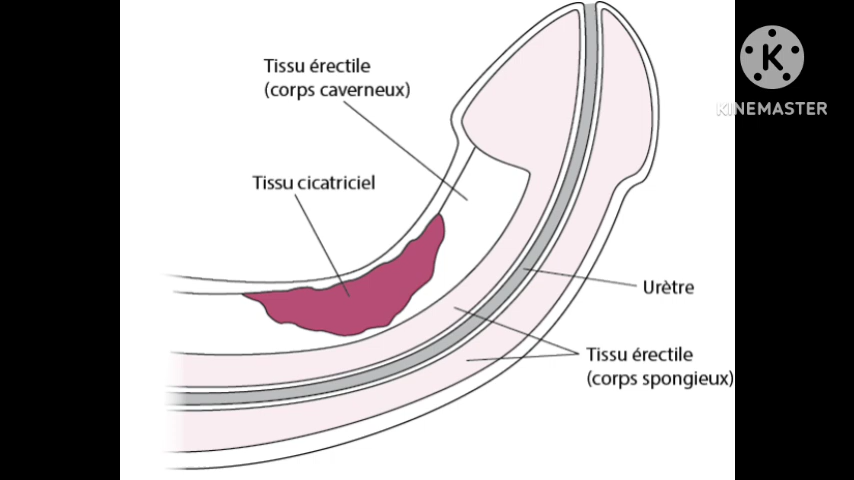 Tissu érectile
(corps caverneux)
K
KINEMASTER
Tissu cicatriciel
Urètre
Tissu érectile
(corps spongieux)